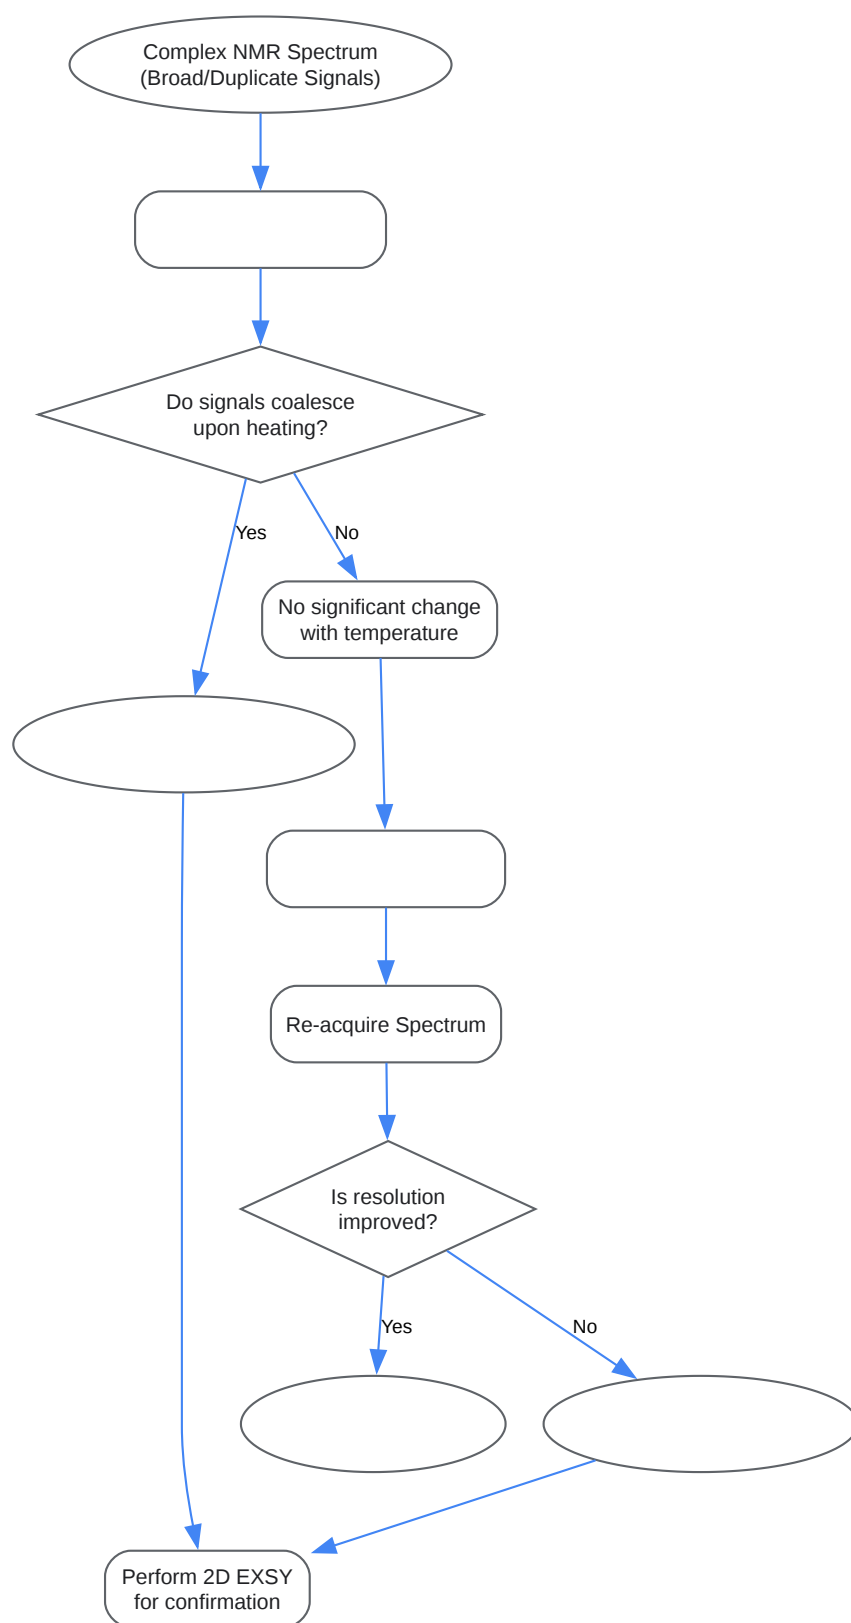 Complex NMR Spectrum
(Broad/Duplicate Signals)
Do signals coalesce
upon heating?
Yes
No
No significant change
with temperature
Re-acquire Spectrum
Is resolution
improved?
Yes
No
Perform 2D EXSY
for confirmation